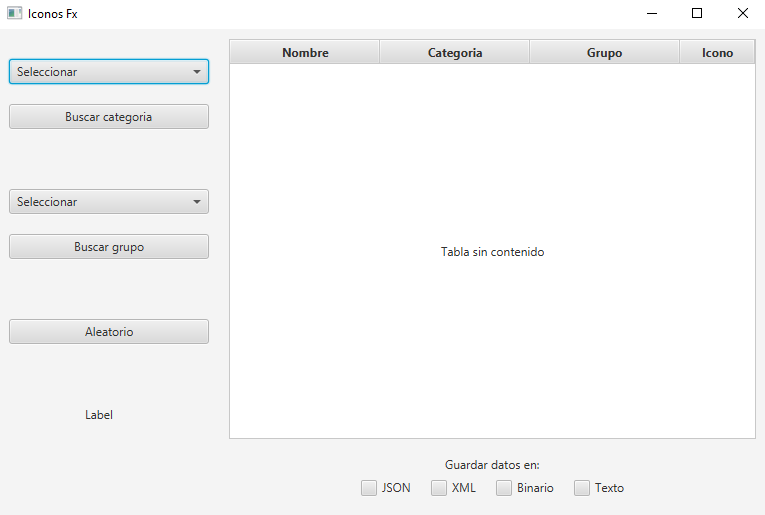 Iconos Fx
Seleccionar
Buscar categoria
Seleccionar
Buscar grupo
Aleatorio
Label
Nombre Categoria Grupo Icono
Tabla sin contenido
Guardar datos en:
JSON XML Binario Texto